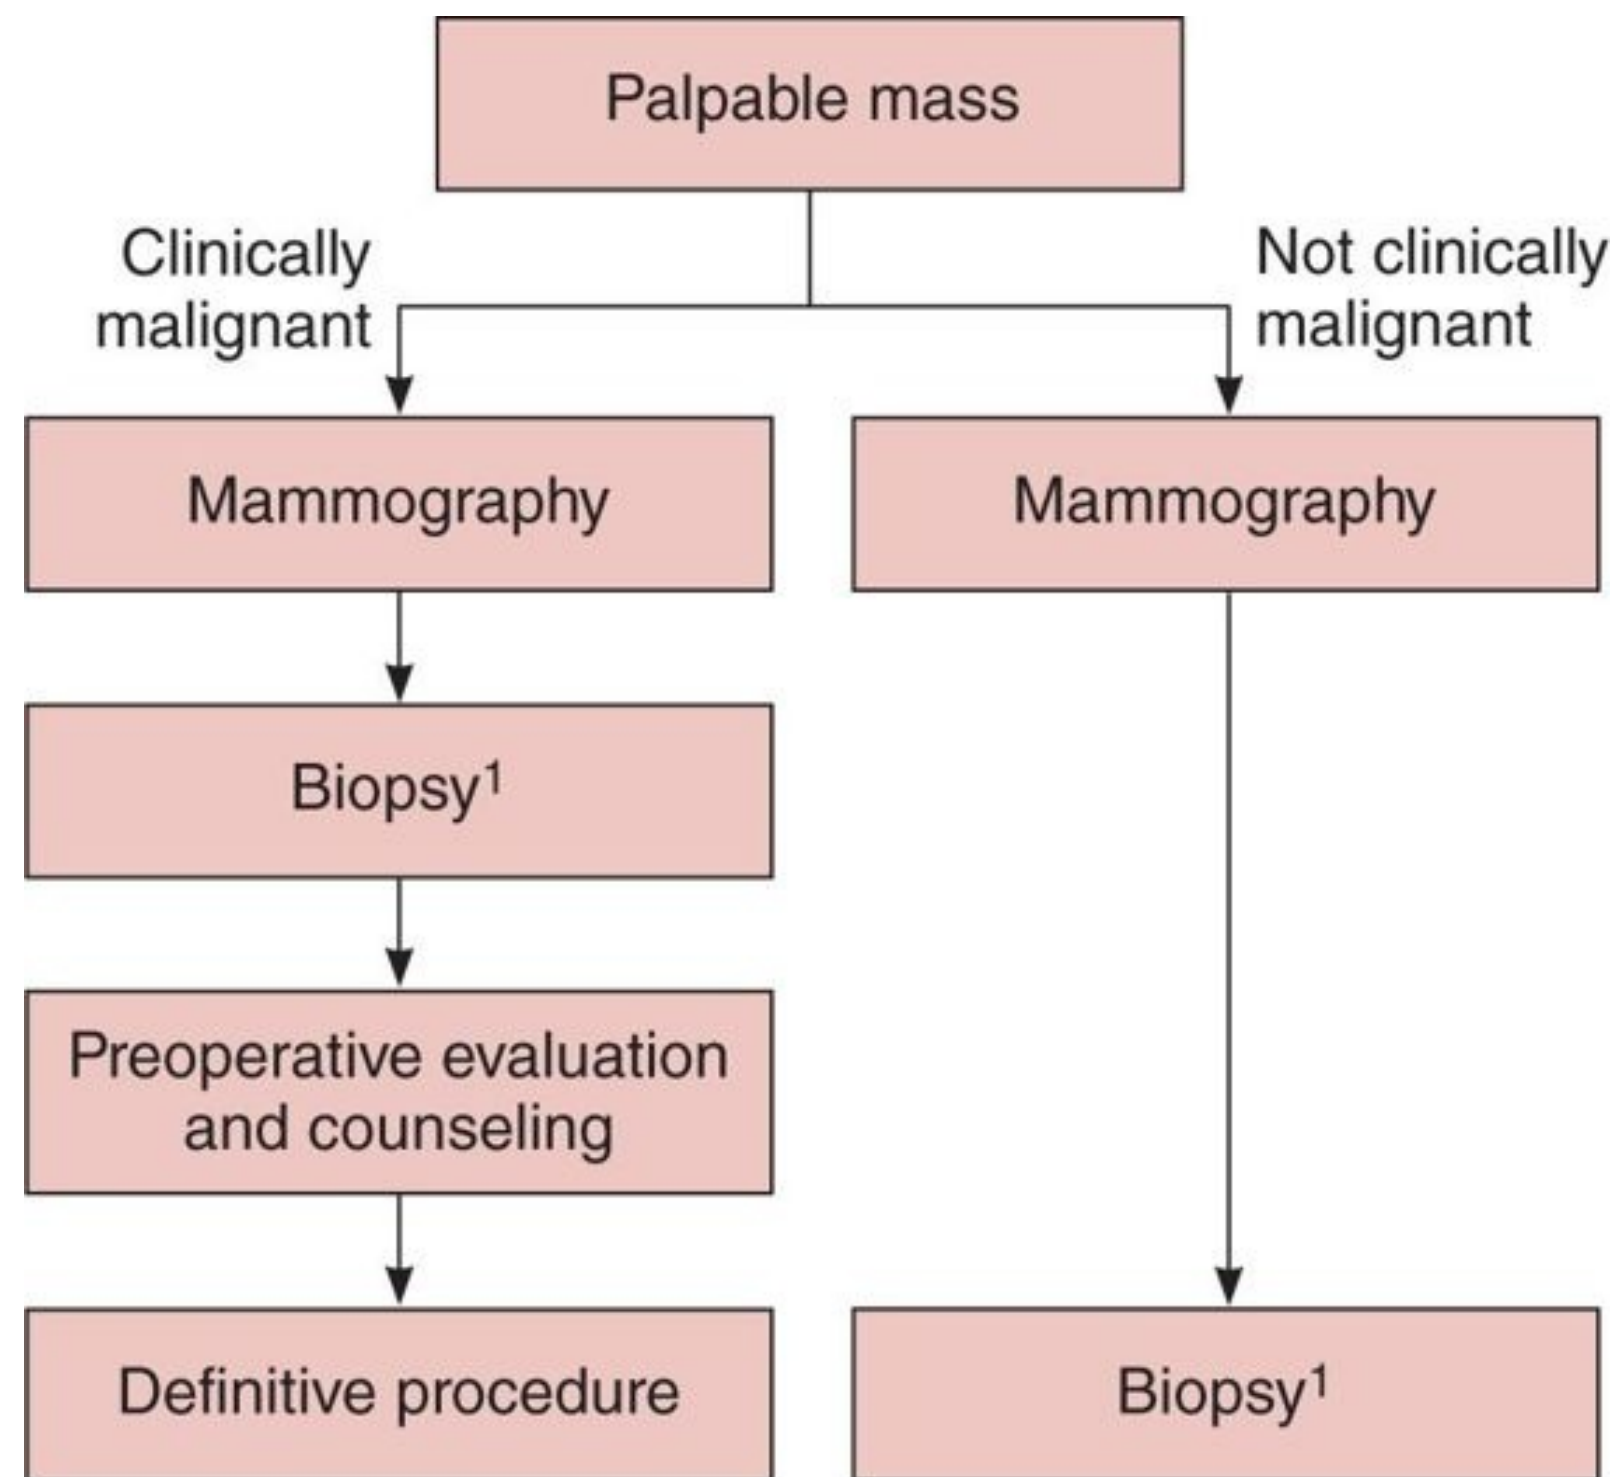 Palpable mass
Clinically
malignant
Not clinically
malignant
Mammography
Mammography
Biopsy¹
Preoperative evaluation
and counseling
Definitive procedure
Biopsy¹